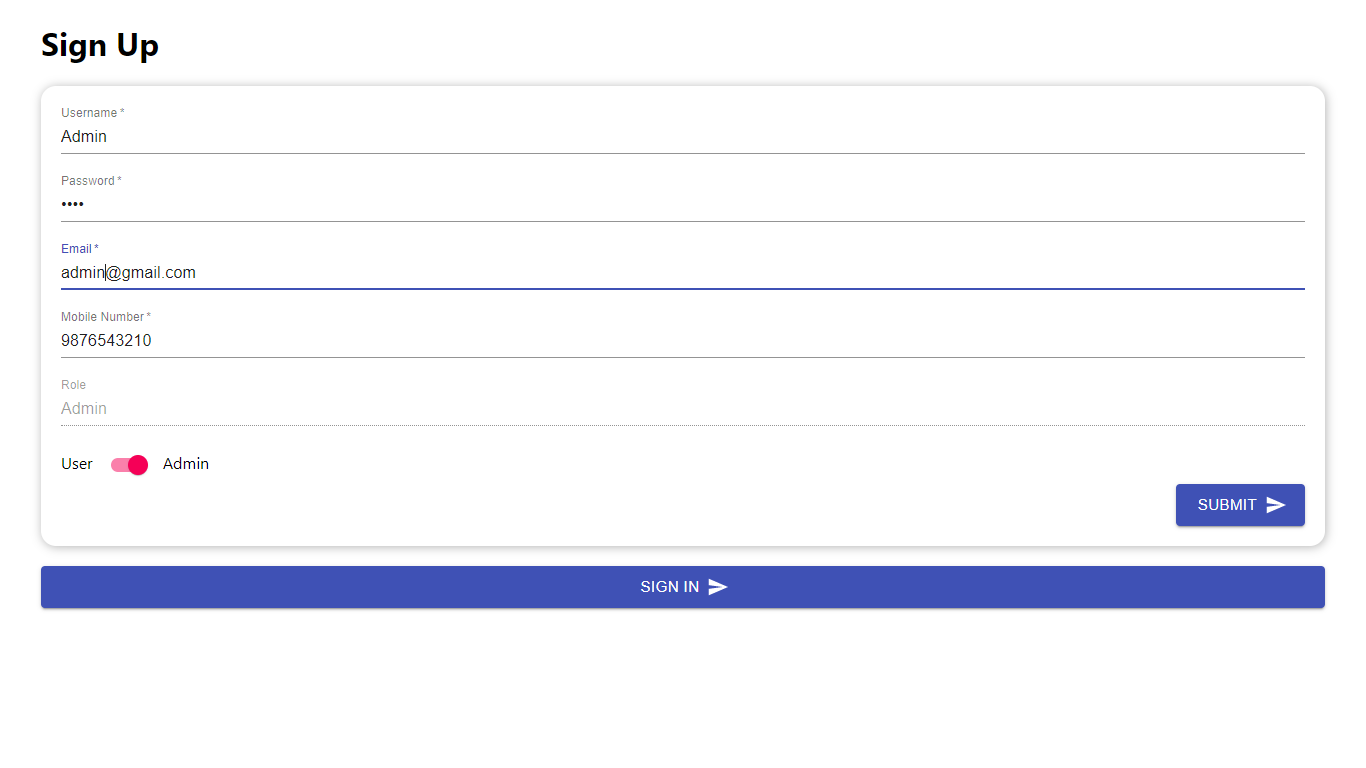 Sign Up
Username *
Admin
Password *
••••
Email *
admin@gmail.com
Mobile Number *
9876543210
Role
Admin
User Admin
SUBMIT
SIGN IN